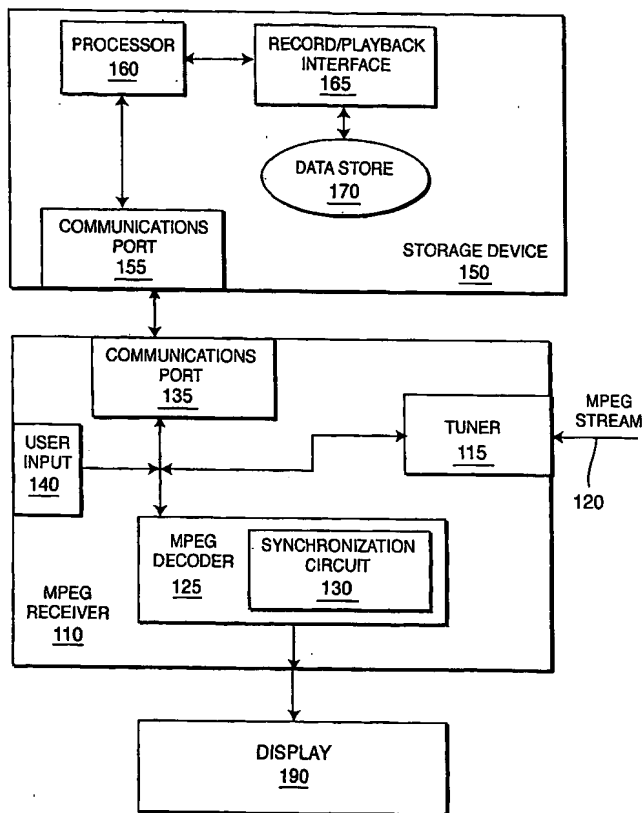 PROCESSOR
160
RECORD/PLAYBACK
INTERFACE
165
DATA STORE
170
COMMUNICATIONS
PORT
155
STORAGE DEVICE
150
COMMUNICATIONS
PORT
135
USER
INPUT
140
TUNER
115
MPEG
STREAM
120
MPEG
DECODER
125
SYNCHRONIZATION
CIRCUIT
130
MPEG
RECEIVER
110
DISPLAY
190